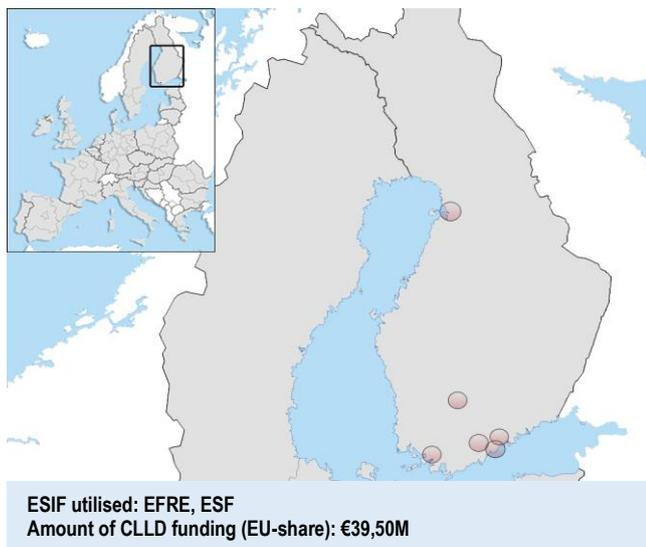 ESIF utilised: EFRE, ESF
Amount of CLLD funding (EU-share): €39,50M